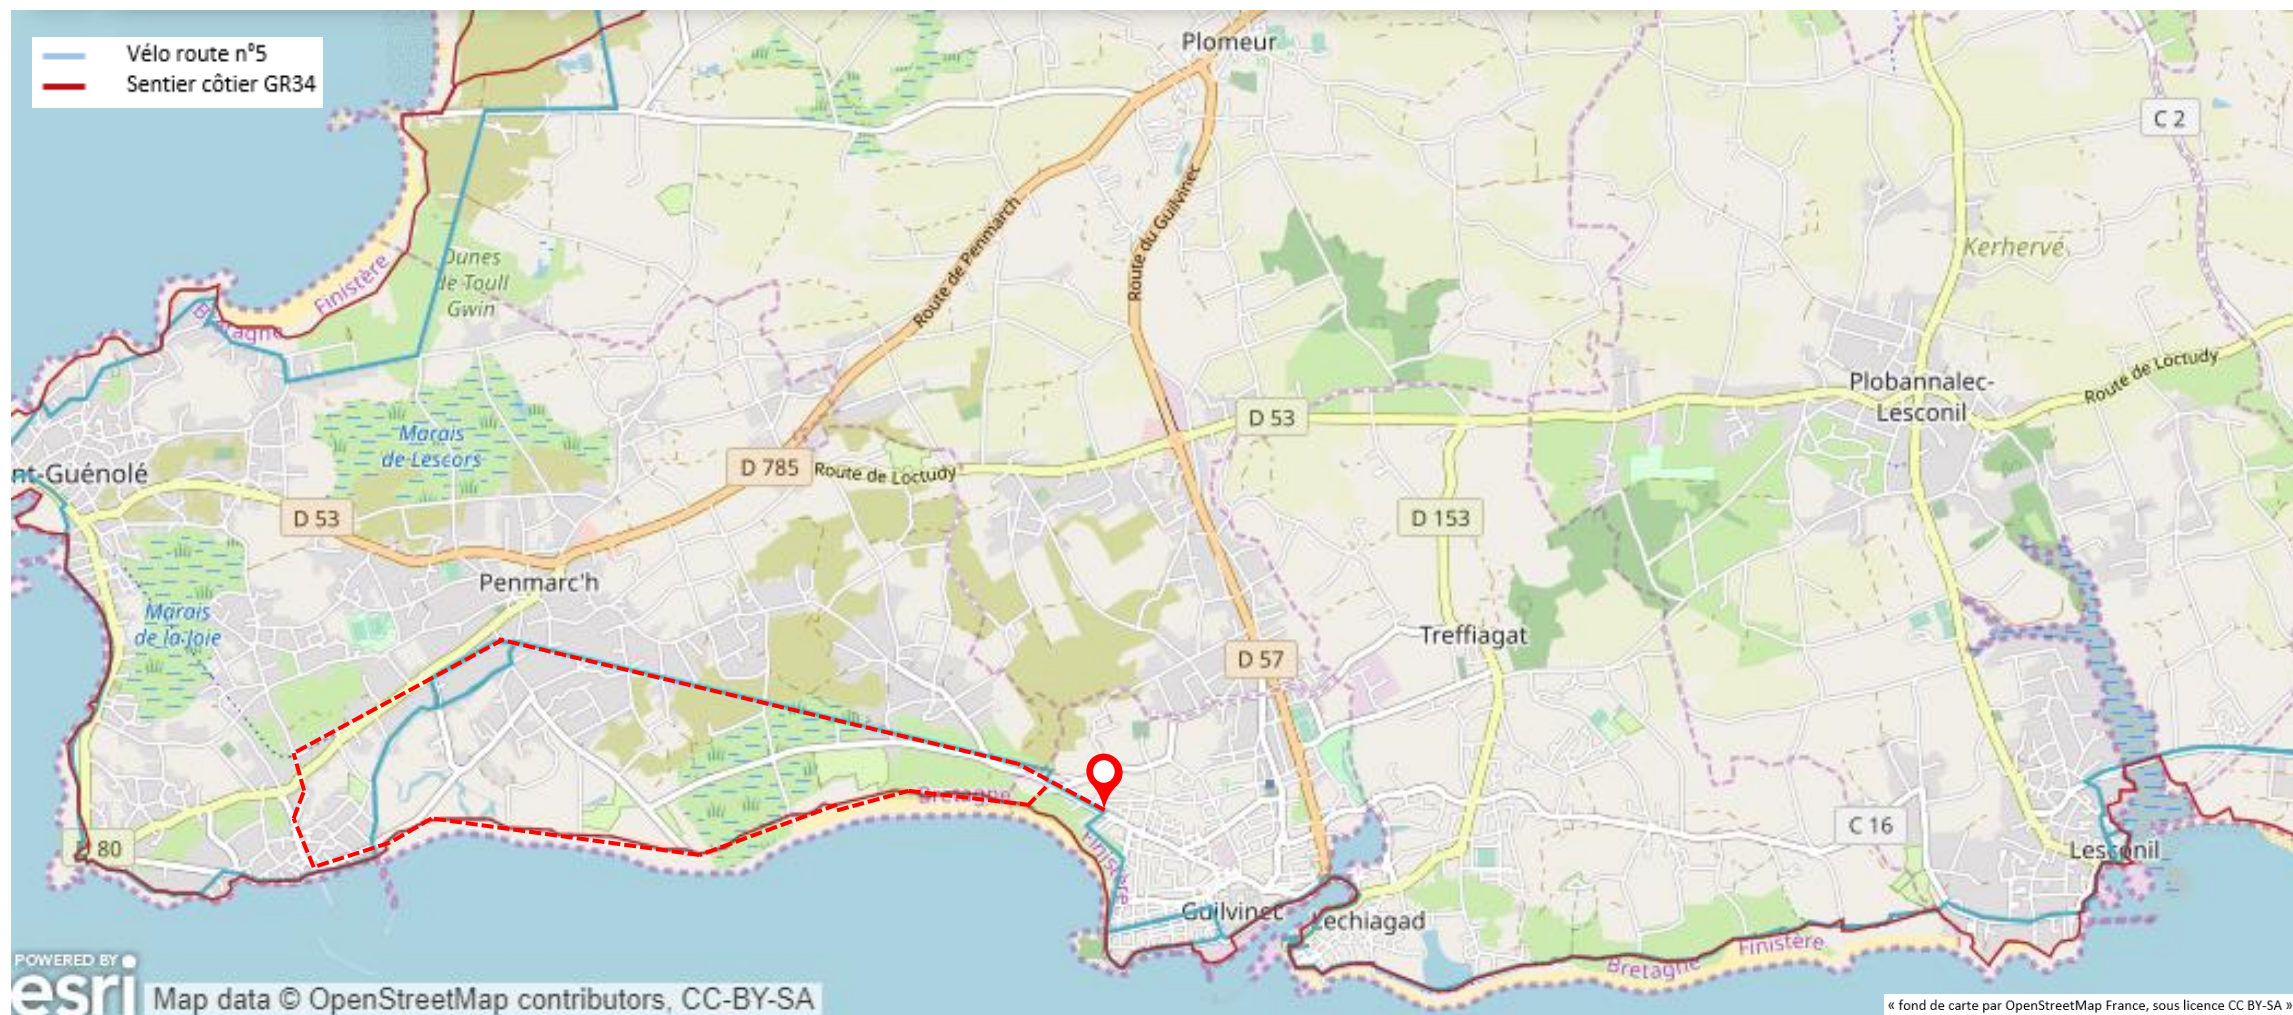 Vélo route n°5
Sentier côtier GR34
Plomeur
C 2
Route de Penmarch
Route du Guilvinec
Kerhervé
Dunes
de Toull
Gwin
Finistère
Bretagne
Route de Loctudy
Plobannalec-
Lesconil
D 53
Marais
de Lescors
D 785
Route de Loctudy
nt-Guénolé
D 53
D 153
Penmarc'h
Marais
de la Joie
Treffiagat
D 57
Bretagne
C 16
80
Lesconil
Finistère
Guilvinec
Lechiagad
Finistère
Bretagne
POWERED BY
esri
Map data © OpenStreetMap contributors, CC-BY-SA
« fond de carte par OpenStreetMap France, sous licence CC BY-SA »